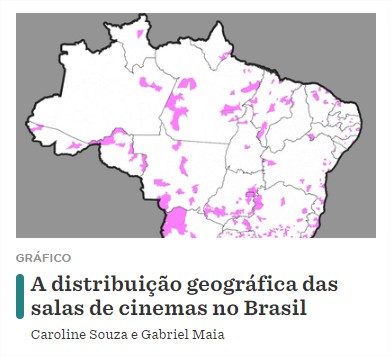 GRÁFICO
A distribuição geográfica das
salas de cinemas no Brasil
Caroline Souza e Gabriel Maia